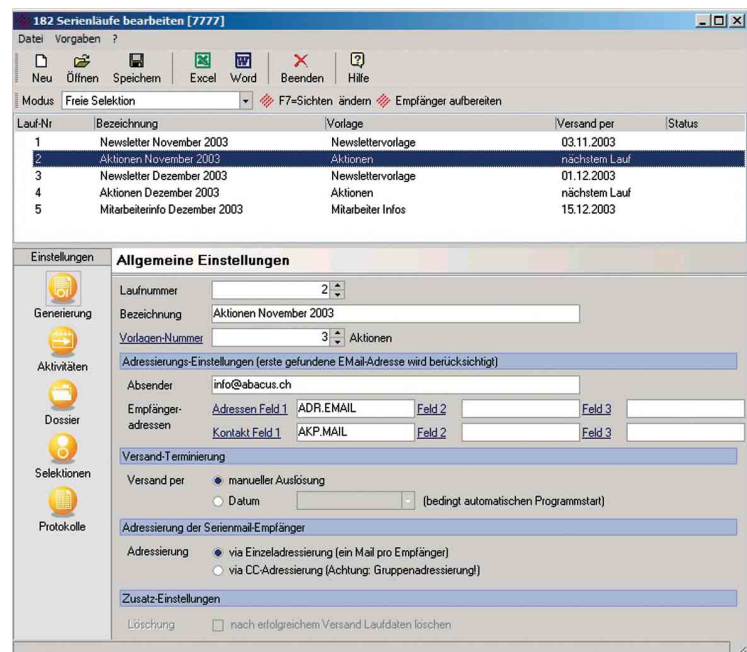 182 Serienläufe bearbeiten [7777]
Datei Vorgaben ?
Neu Öffnen Speichern Excel Word Beenden Hilfe
Modus Freie Selektion F7=Sichten ändern Empfänger aufbereiten
Lauf-Nr Bezeichnung Vorlage Versand per Status
1 Newsletter November 2003 Newslettervorlage 03.11.2003
2 Aktionen November 2003 Aktionen nächstem Lauf
3 Newsletter Dezember 2003 Newslettervorlage 01.12.2003
4 Aktionen Dezember 2003 Aktionen nächstem Lauf
5 Mitarbeiterinfo Dezember 2003 Mitarbeiter Infos 15.12.2003
Einstellungen
Generierung
Aktivitäten
Dossier
Selektionen
Protokolle
Allgemeine Einstellungen
Laufnummer 2
Bezeichnung Aktionen November 2003
Vorlagen-Nummer 3 Aktionen
Adressierungs-Einstellungen (erste gefundene EMail-Adresse wird berücksichtigt)
Absender info@abacus.ch
Empfänger-adressen
Adressen Feld 1 ADR.EMAIL Feld 2 Feld 3
Kontakt Feld 1 AKP.MAIL Feld 2 Feld 3
Versand-Terminierung
Versand per manueller Auslösung
Datum (bedingt automatischen Programmstart)
Adressierung der Serienmail-Empfänger
Adressierung via Einzeladressierung (ein Mail pro Empfänger)
via CC-Adressierung (Achtung: Gruppenadressierung!)
Zusatz-Einstellungen
Löschung nach erfolgreichem Versand Laufdaten löschen